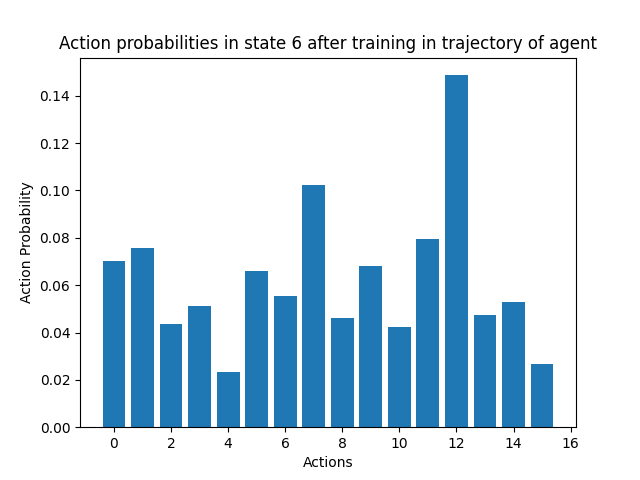 Action probabilities in state 6 after training in trajectory of agent
0.14
0.12
0.10
0.08
0.06
0.04
0.02
0.00
Action Probability
0 2 4 6 8 10 12 14 16
Actions